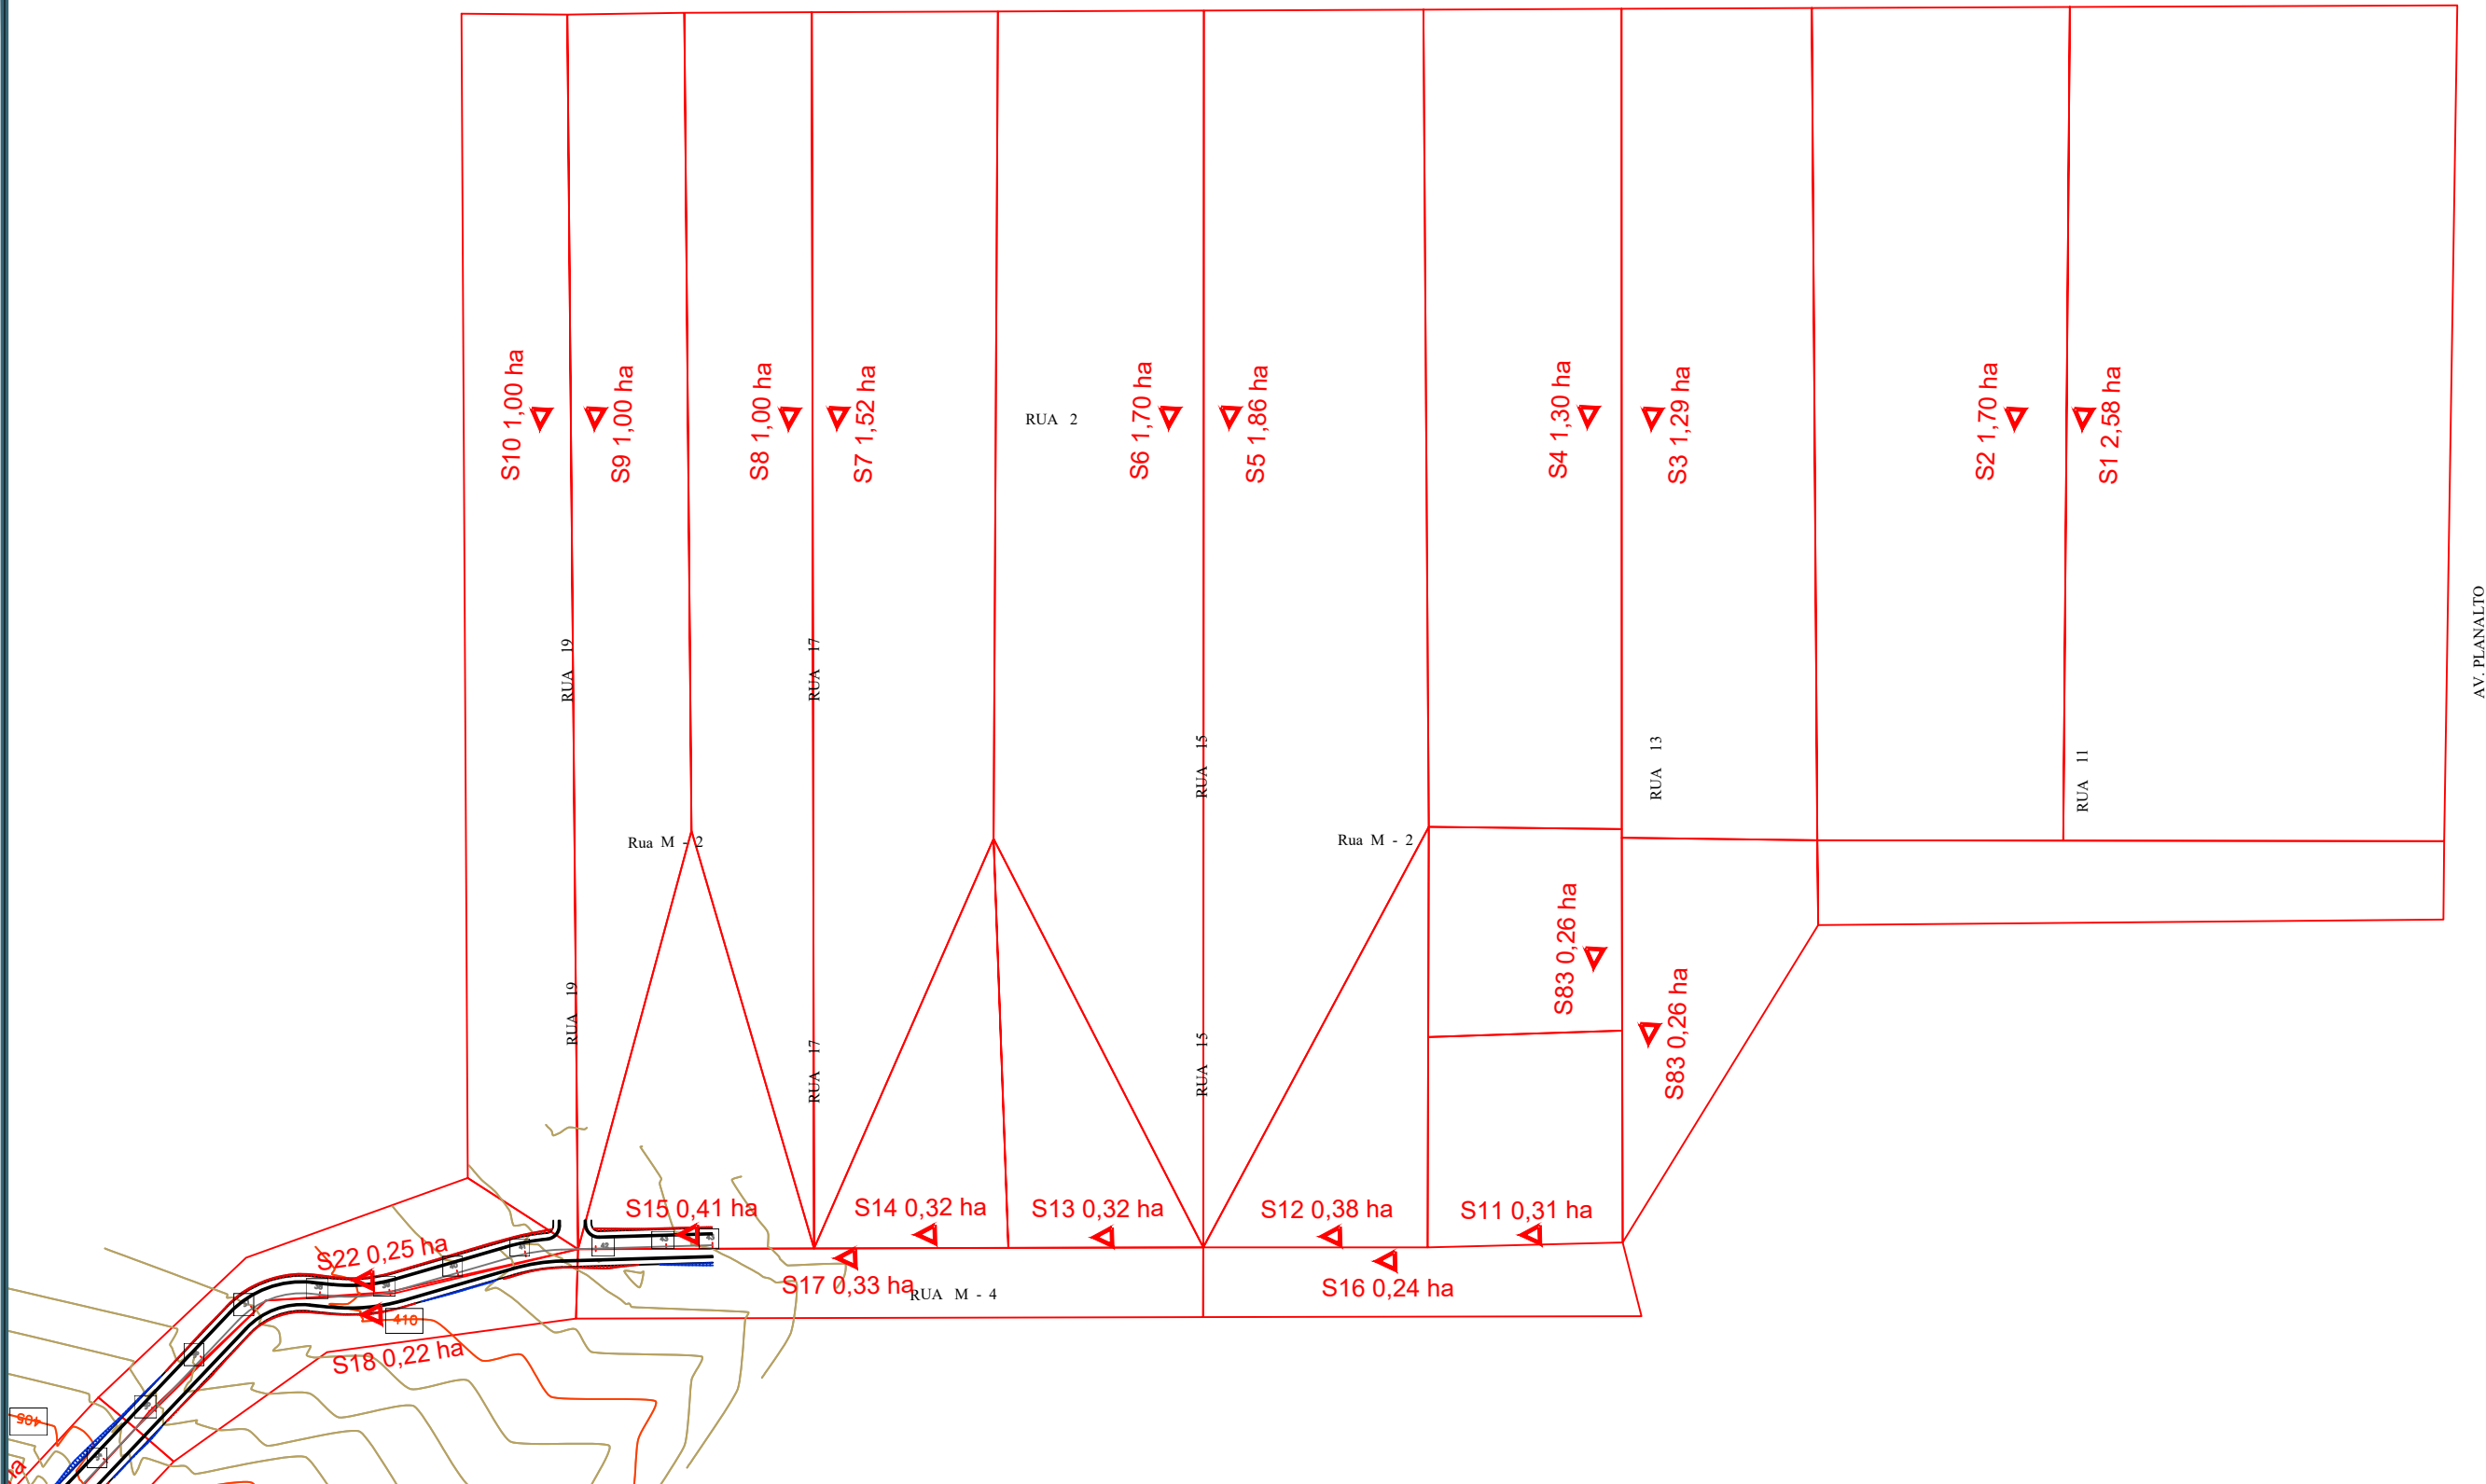 S10 1,00 ha
S9 1,00 ha
S8 1,00 ha
S7 1,52 ha
RUA 2
S6 1,70 ha
S5 1,86 ha
S4 1,30 ha
S3 1,29 ha
S2 1,70 ha
S1 2,58 ha
AV. PLANALTO
RUA 19
RUA 17
RUA 15
RUA 13
RUA 11
Rua M - 2
Rua M - 2
S83 0,26 ha
S83 0,26 ha
RUA 19
RUA 17
RUA 15
S15 0,41 ha
S14 0,32 ha
S13 0,32 ha
S12 0,38 ha
S11 0,31 ha
S22 0,25 ha
S17 0,33 ha
RUA M - 4
S16 0,24 ha
410
S18 0,22 ha
405
ha